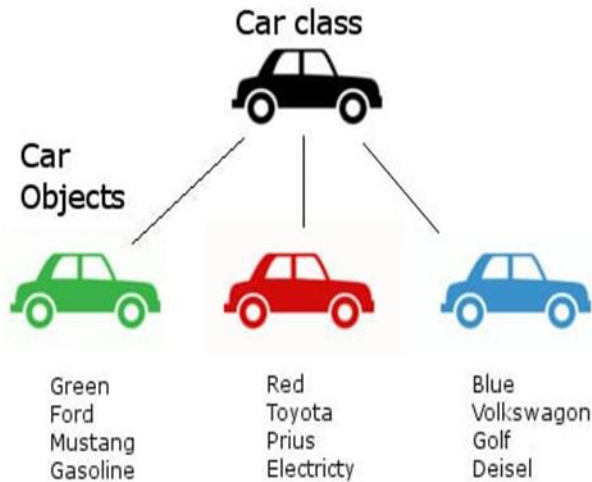 Car class
Car
Objects
Green
Ford
Mustang
Gasoline
Red
Toyota
Prius
Electricty
Blue
Volkswagon
Golf
Deisel